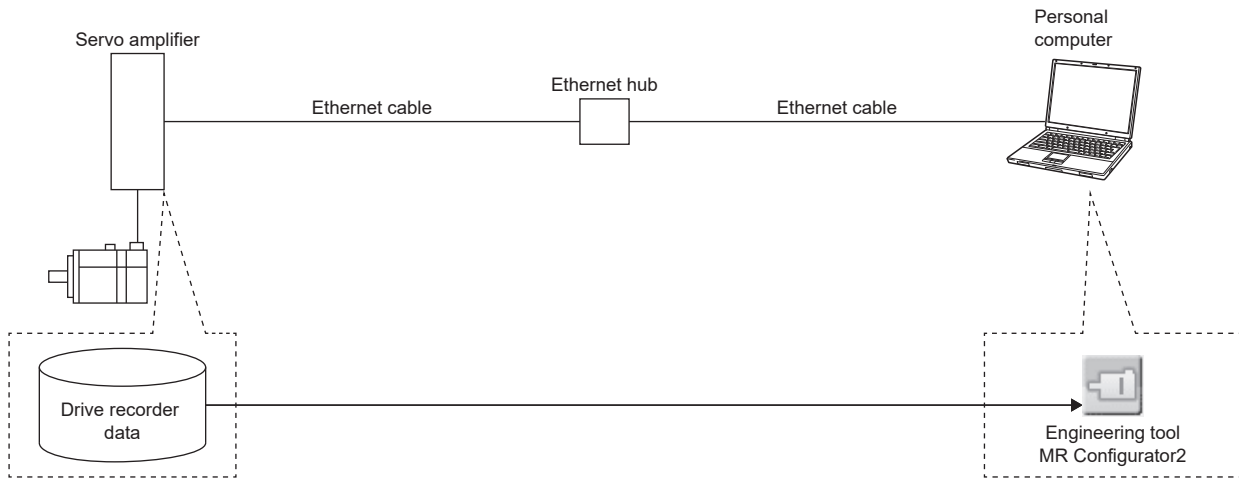 Personal
computer
Servo amplifier
Ethernet hub
Ethernet cable
Ethernet cable
Drive recorder
data
Engineering tool
MR Configurator2